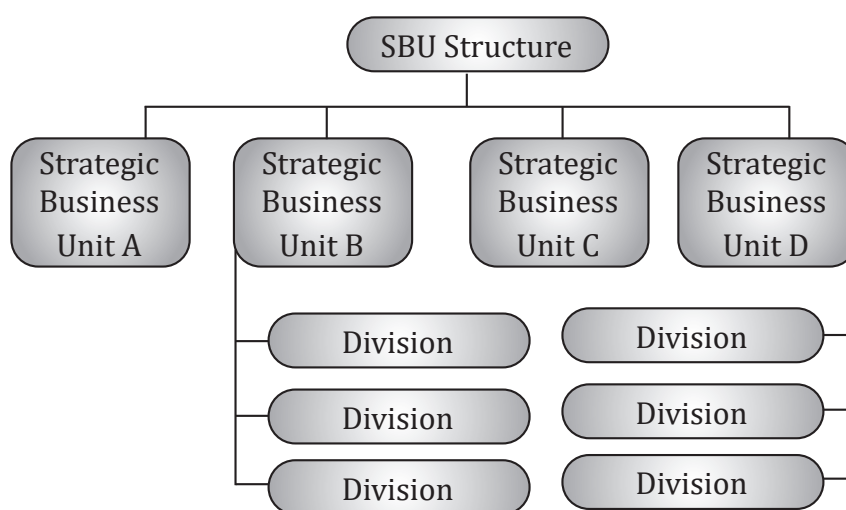 SBU Structure
Strategic
Business
Unit A
Strategic
Business
Unit B
Strategic
Business
Unit C
Strategic
Business
Unit D
Division
Division
Division
Division
Division
Division